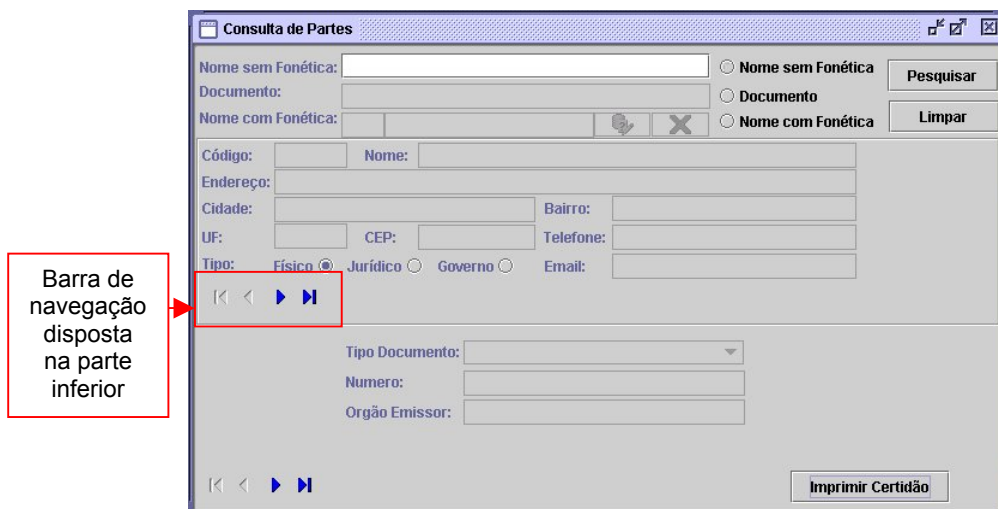 Consulta de Partes
Nome sem Fonética:
Nome sem Fonética
Pesquisar
Documento:
Documento
Nome com Fonética:
Nome com Fonética
Limpar
Código:
Nome:
Endereço:
Cidade:
Bairro:
UF:
CEP:
Telefone:
Tipo:
Físico
Jurídico
Governo
Email:
Barra de
navegação
disposta
na parte
inferior
Tipo Documento:
Numero:
Orgão Emissor:
Imprimir Certidão